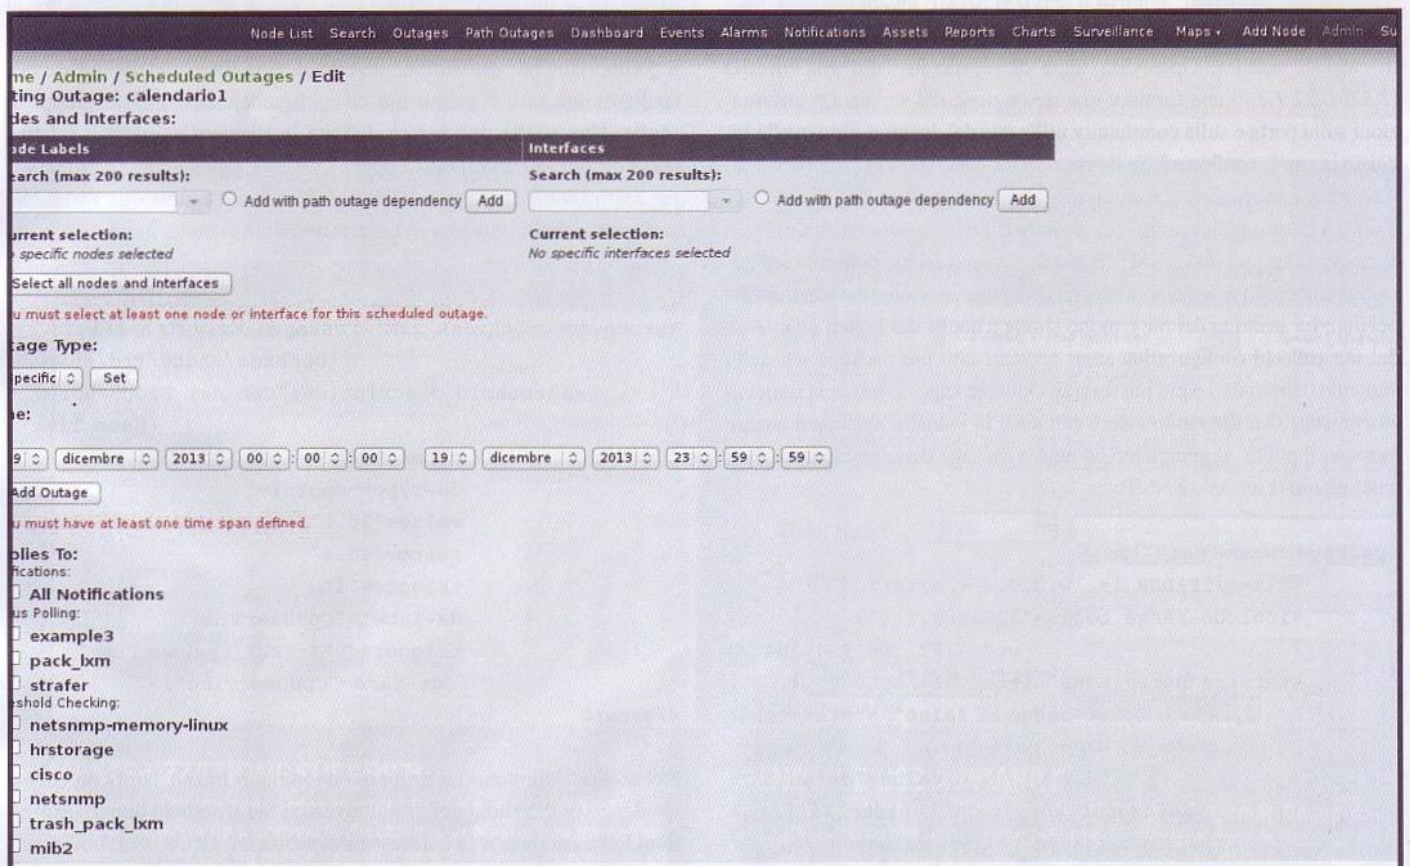 Node List Search Outages Path Outages Dashboard Events Alarms Notifications Assets Reports Charts Surveillance Maps Add Node Admin Su
me / Admin / Scheduled Outages / Edit
ting Outage: calendario1
des and Interfaces:
ode Labels Interfaces
earch (max 200 results): Search (max 200 results):
Add with path outage dependency Add Add with path outage dependency Add
urrent selection: Current selection:
specific nodes selected No specific interfaces selected
Select all nodes and interfaces
u must select at least one node or interface for this scheduled outage.
tage Type:
pecific Set
me:
9 dicembre 2013 00 : 00 : 00 19 dicembre 2013 23 : 59 : 59
Add Outage
u must have at least one time span defined.
plies To:
fications:
All Notifications
us Polling:
example3
pack_lxm
strafer
eshold Checking:
netsnmp-memory-linux
hrstorage
cisco
netsnmp
trash_pack_lxm
mib2